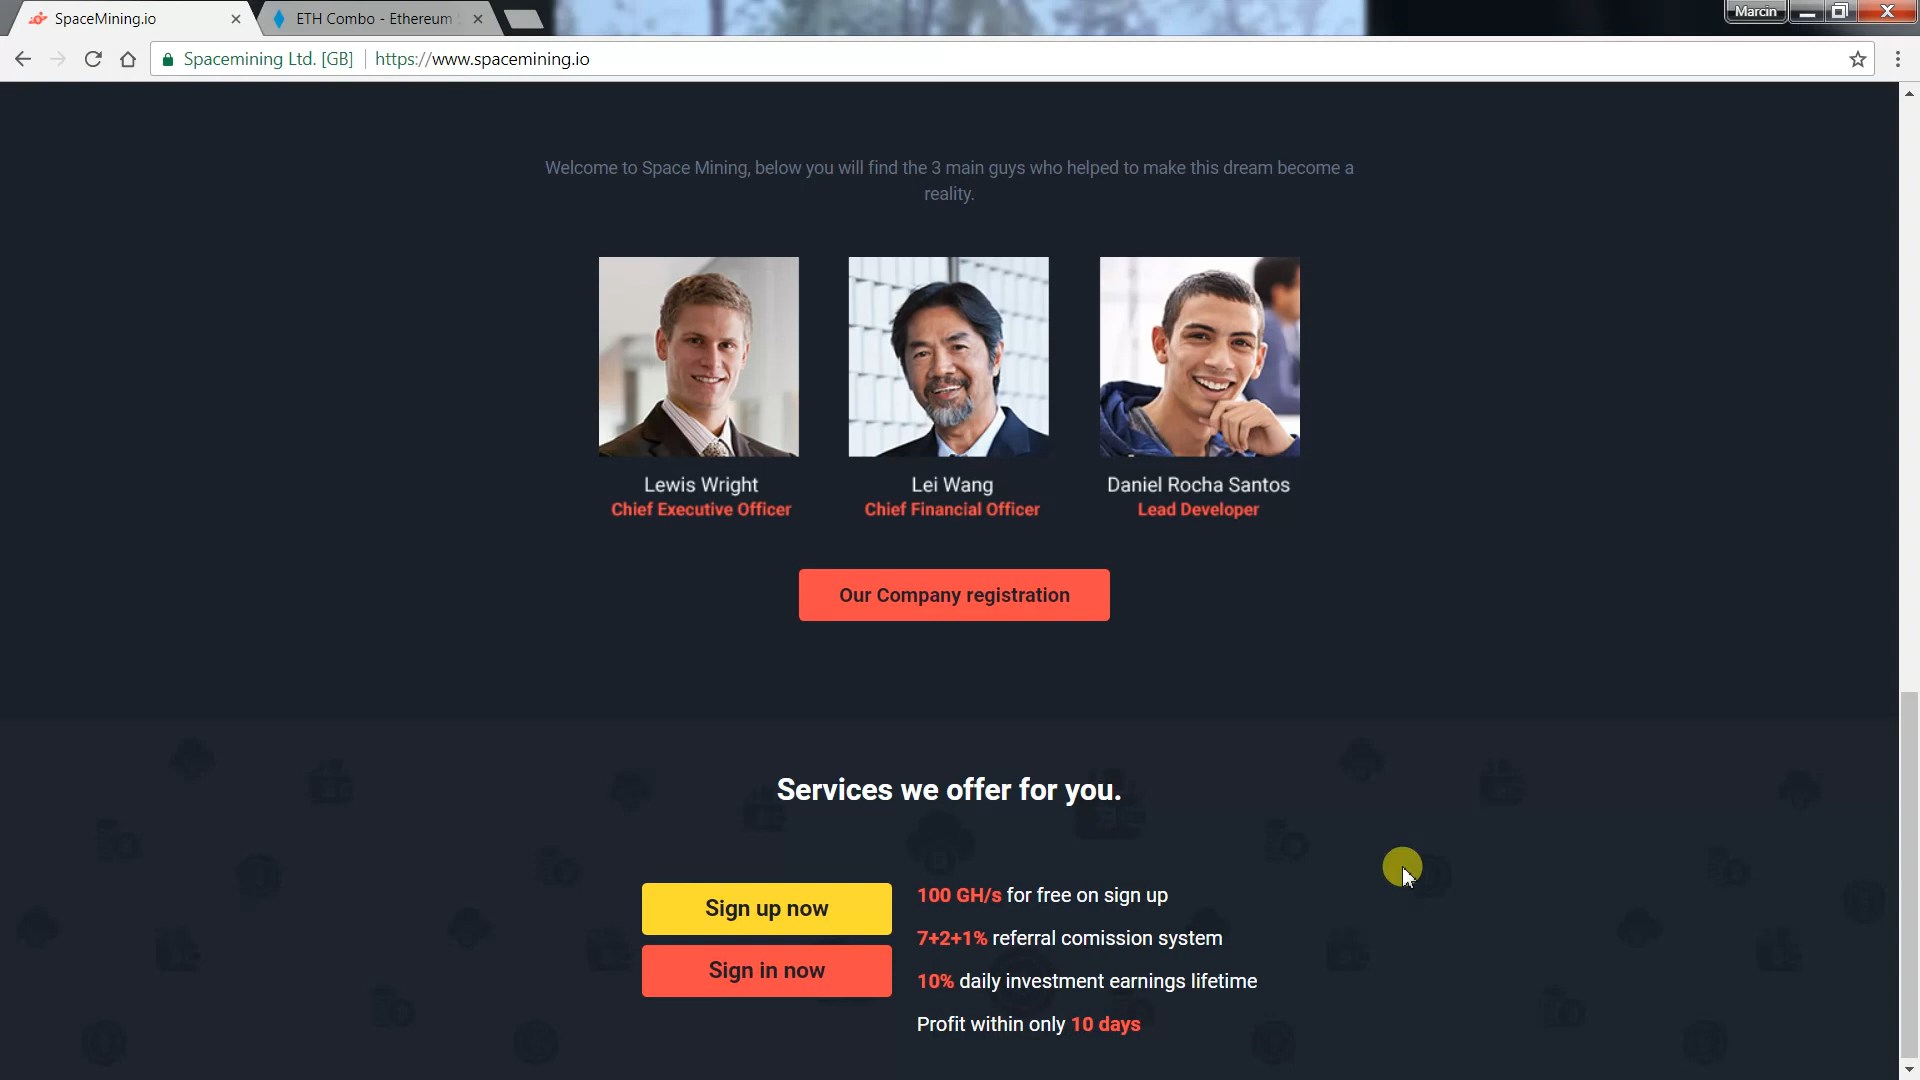 SpaceMining.io
ETH Combo - Ethereum
Marcin
Spacemining Ltd. [GB]
https://www.spacemining.io
Welcome to Space Mining, below you will find the 3 main guys who helped to make this dream become a
reality.
Lewis Wright
Chief Executive Officer
Lei Wang
Chief Financial Officer
Daniel Rocha Santos
Lead Developer
Our Company registration
Services we offer for you.
Sign up now
Sign in now
100 GH/s for free on sign up
7+2+1% referral comission system
10% daily investment earnings lifetime
Profit within only 10 days